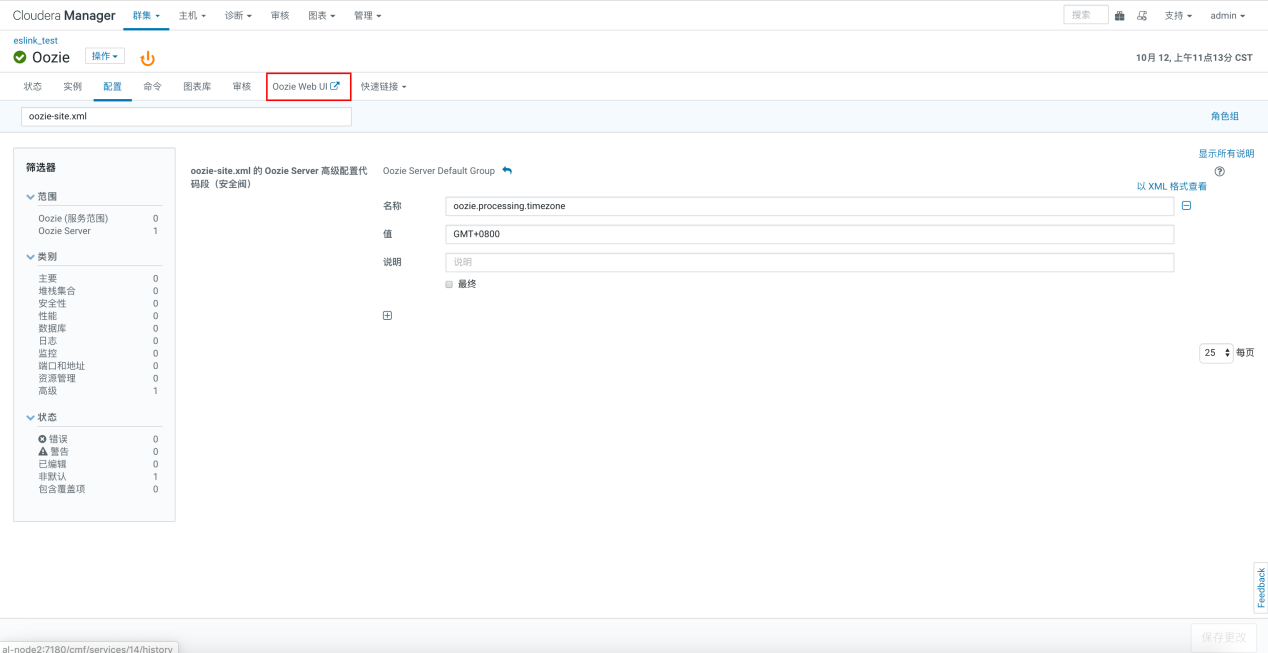 Cloudera Manager 群集 主机 诊断 审核 图表 管理 搜索 支持 admin
eslink_test
Oozie 操作 10月 12, 上午11点13分 CST
状态 实例 配置 命令 图表库 审核 Oozie Web UI 快速链接
oozie-site.xml 角色组
显示所有说明
筛选器
范围
Oozie (服务范围) 0
Oozie Server 1
类别
主要 0
堆栈集合 0
安全性 0
性能 0
数据库 0
日志 0
监控 0
端口和地址 0
资源管理 0
高级 1
状态
错误 0
警告 0
已编辑 0
非默认 1
包含覆盖项 0
oozie-site.xml 的 Oozie Server 高级配置代
码段（安全阀）
Oozie Server Default Group
以 XML 格式查看
名称 oozie.processing.timezone
值 GMT+0800
说明 说明
最终
25 每页
Feedback
保存更改
al-node2:7180/cmf/services/14/history